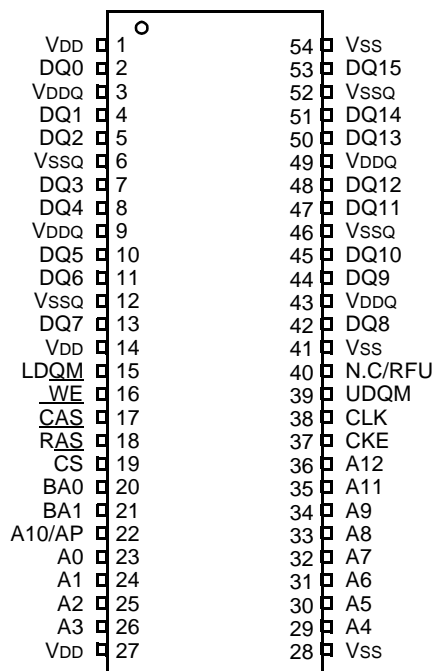 VDD 1 54 VSS
DQ0 2 53 DQ15
VDDQ 3 52 VSSQ
DQ1 4 51 DQ14
DQ2 5 50 DQ13
VSSQ 6 49 VDDQ
DQ3 7 48 DQ12
DQ4 8 47 DQ11
VDDQ 9 46 VSSQ
DQ5 10 45 DQ10
DQ6 11 44 DQ9
VSSQ 12 43 VDDQ
DQ7 13 42 DQ8
VDD 14 41 VSS
LDQM 15 40 N.C/RFU
WE 16 39 UDQM
CAS 17 38 CLK
RAS 18 37 CKE
CS 19 36 A12
BA0 20 35 A11
BA1 21 34 A9
A10/AP 22 33 A8
A0 23 32 A7
A1 24 31 A6
A2 25 30 A5
A3 26 29 A4
VDD 27 28 VSS